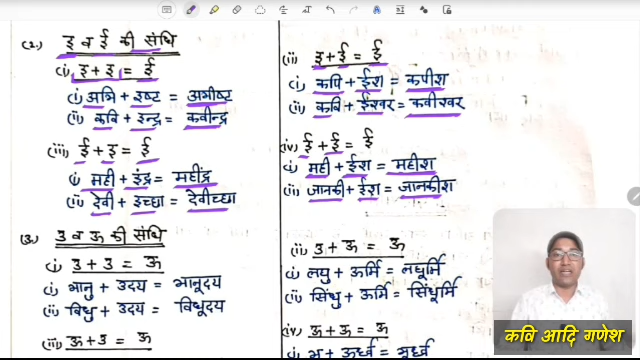 (2.) इ व ई की संधि
(i) इ + इ = ई
(i) अभि + इष्ट = अभीष्ट
(ii) कवि + इन्द्र = कवीन्द्र
(iii) ई + इ = ई
(i) मही + इंद्र = महींद्र
(ii) देवी + इच्छा = देवीच्छा
(3.) उ व ऊ की संधि
(i) उ + उ = ऊ
(i) भानु + उदय = भानूदय
(ii) विधु + उदय = विधूदय
(iii) ऊ + उ = ऊ
(ii) इ + ई = ई
(i) कपि + ईश = कपीश
(ii) कवि + ईश्वर = कवीश्वर
(iv) ई + ई = ई
(i) मही + ईश = महीश
(ii) जानकी + ईश = जानकीश
(ii) उ + ऊ = ऊ
(i) लघु + ऊर्मि = लघूर्मि
(ii) सिंधु + ऊर्मि = सिंधूर्मि
(iv) ऊ + ऊ = ऊ
(i) भू + ऊर्ध्व =
कवि आदि गणेश